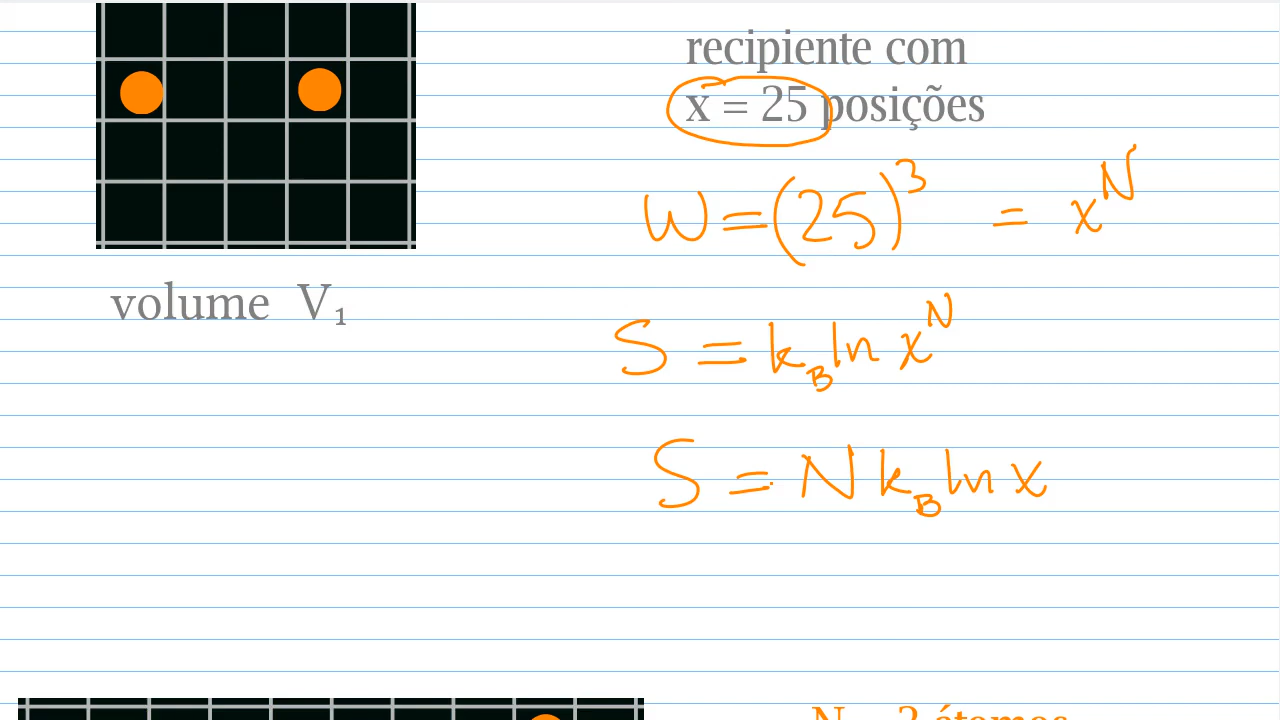 recipiente com
x = 25 posições
W = (25)³ = x^N
volume V₁
S = k_B ln x^N
S = N k_B ln x